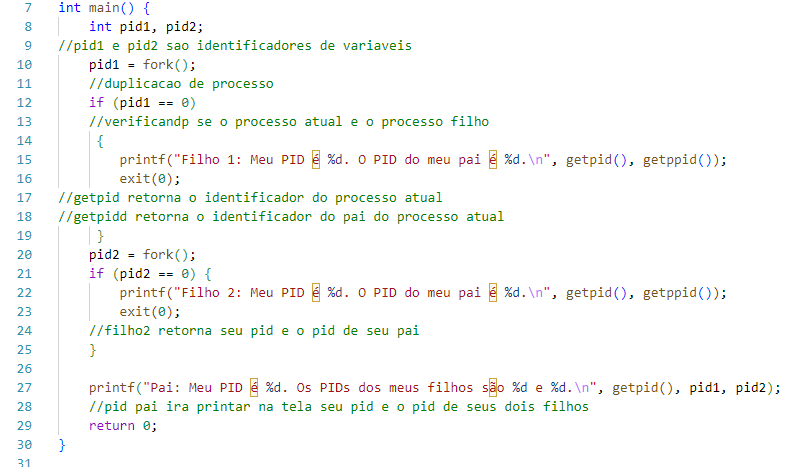 7 int main() {
8 int pid1, pid2;
9 //pid1 e pid2 sao identificadores de variaveis
10 pid1 = fork();
11 //duplicacao de processo
12 if (pid1 == 0)
13 //verificandp se o processo atual e o processo filho
14 {
15 printf("Filho 1: Meu PID é %d. O PID do meu pai é %d.\n", getpid(), getppid());
16 exit(0);
17 //getpid retorna o identificador do processo atual
18 //getpidd retorna o identificador do pai do processo atual
19 }
20 pid2 = fork();
21 if (pid2 == 0) {
22 printf("Filho 2: Meu PID é %d. O PID do meu pai é %d.\n", getpid(), getppid());
23 exit(0);
24 //filho2 retorna seu pid e o pid de seu pai
25 }
26
27 printf("Pai: Meu PID é %d. Os PIDs dos meus filhos são %d e %d.\n", getpid(), pid1, pid2);
28 //pid pai ira printar na tela seu pid e o pid de seus dois filhos
29 return 0;
30 }
31